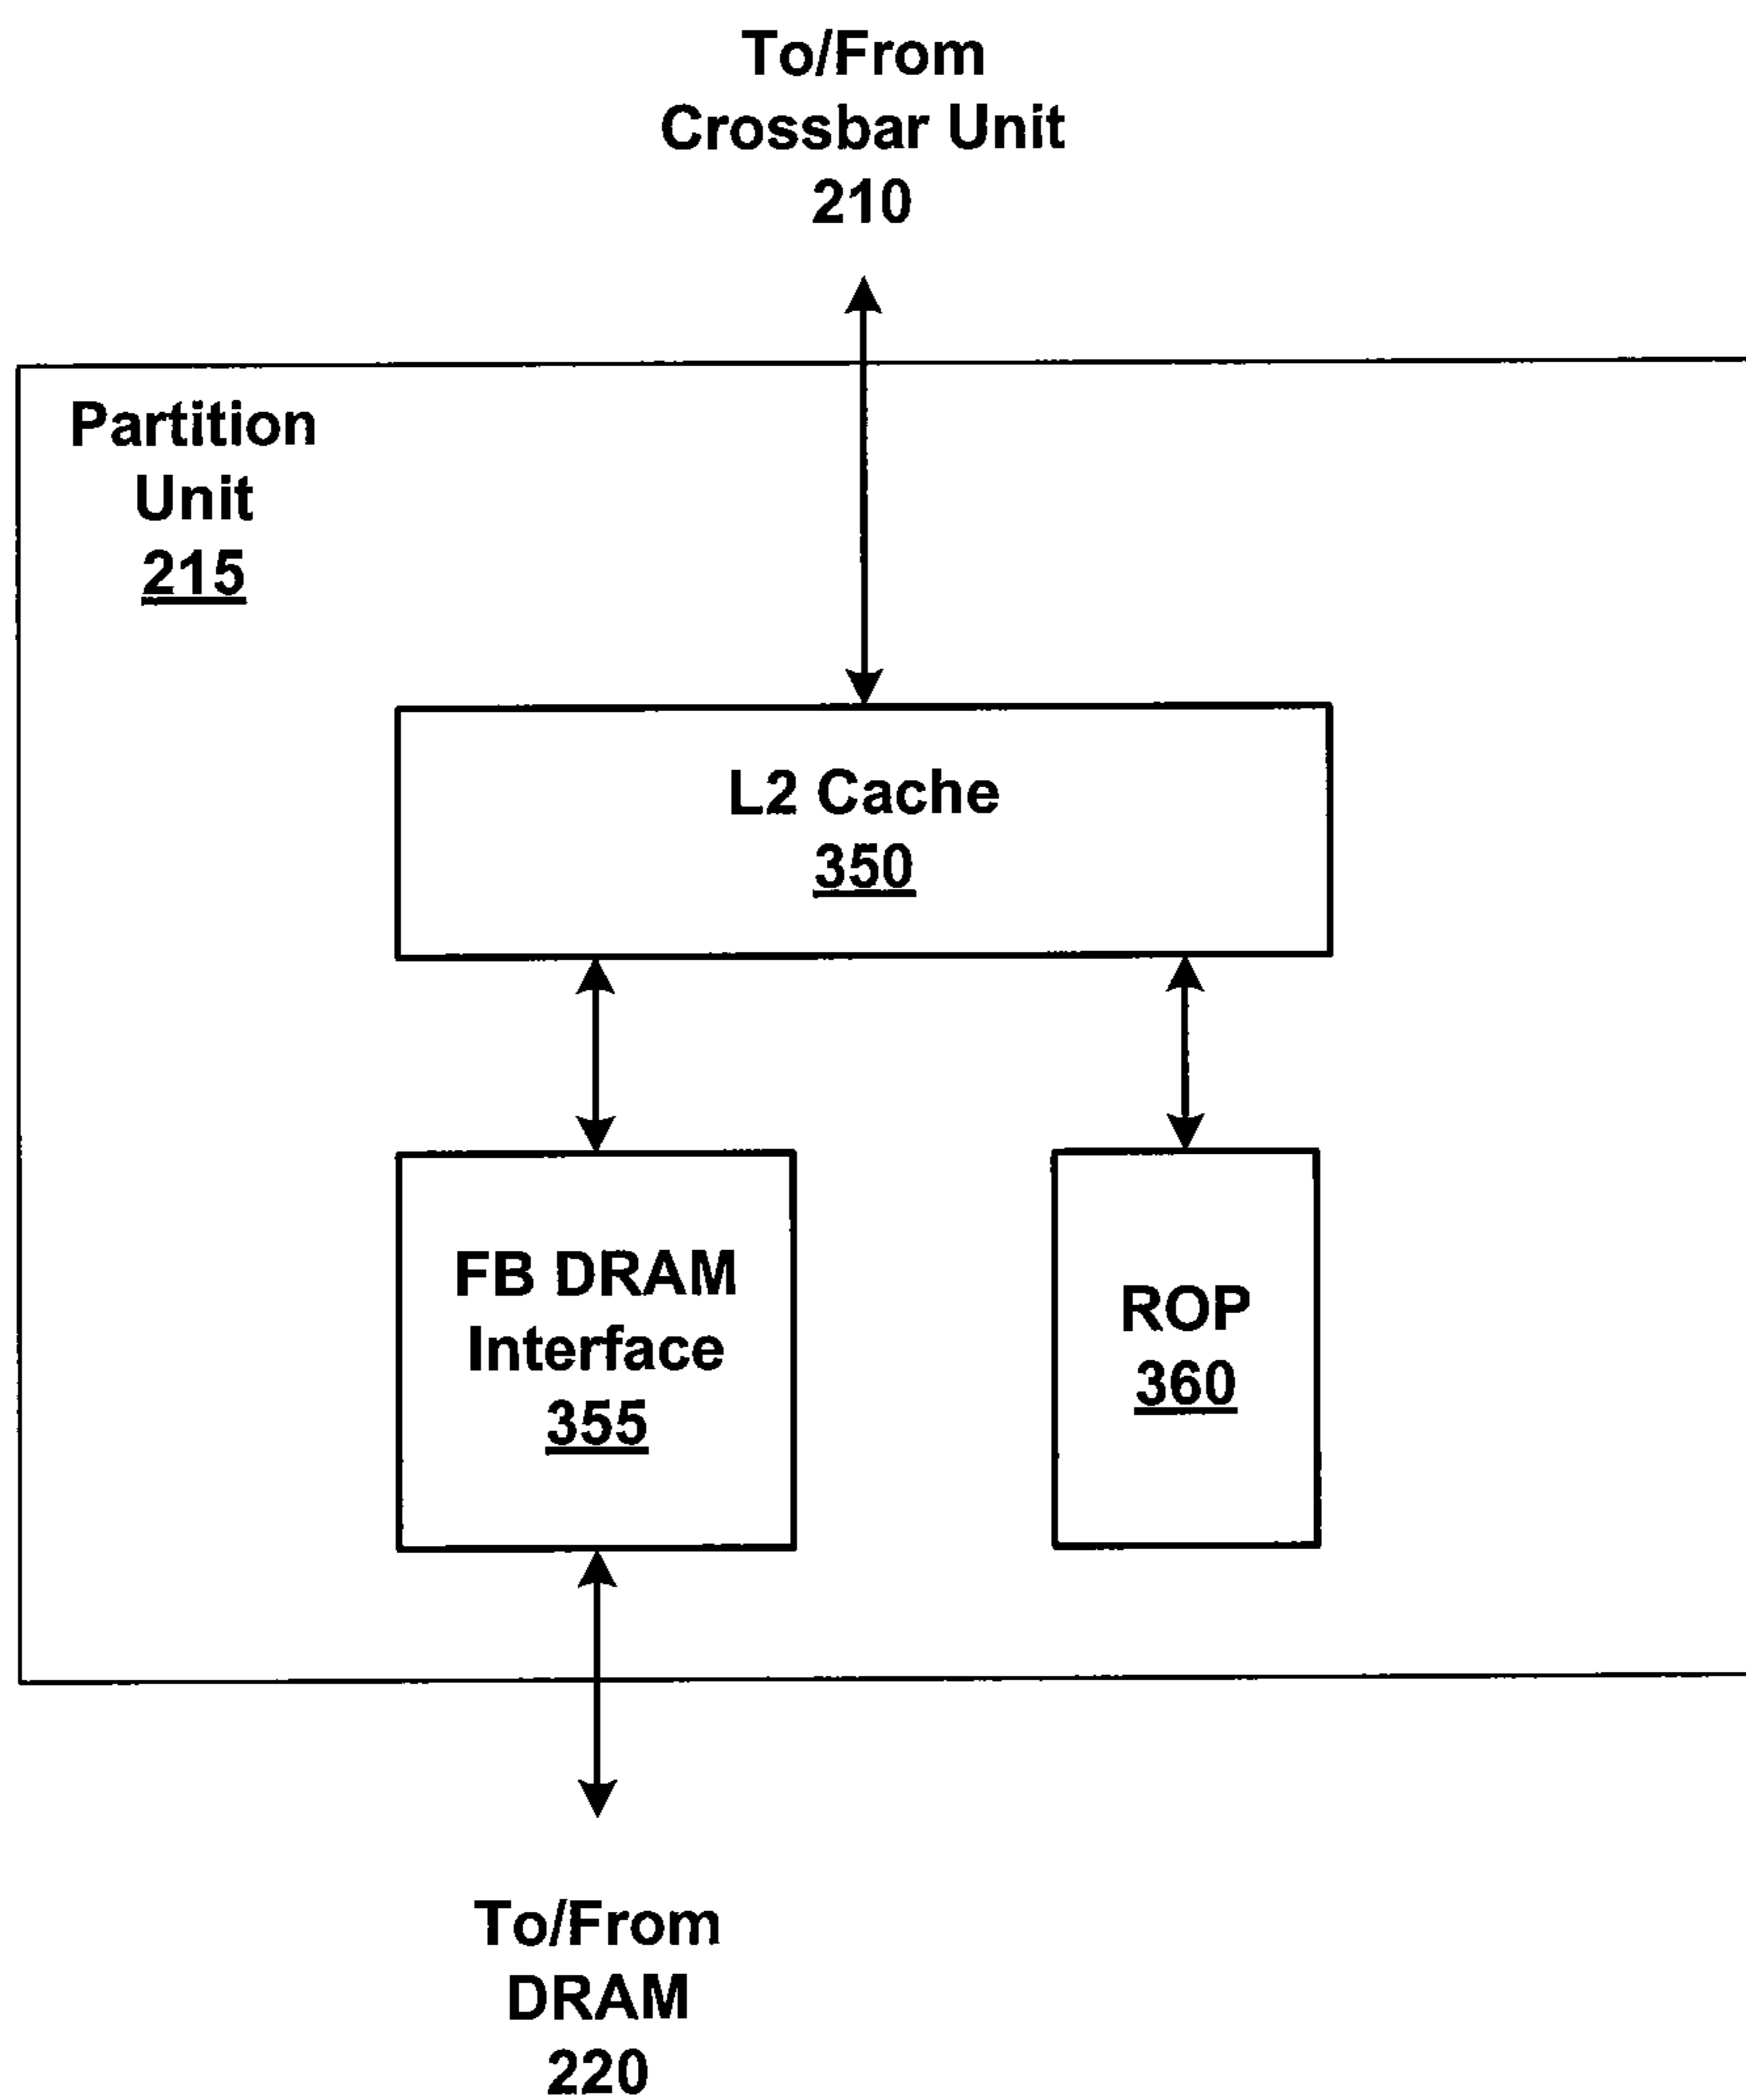 To/From
Crossbar Unit
210
Partition
Unit
215
L2 Cache
350
FB DRAM
Interface
355
ROP
360
To/From
DRAM
220